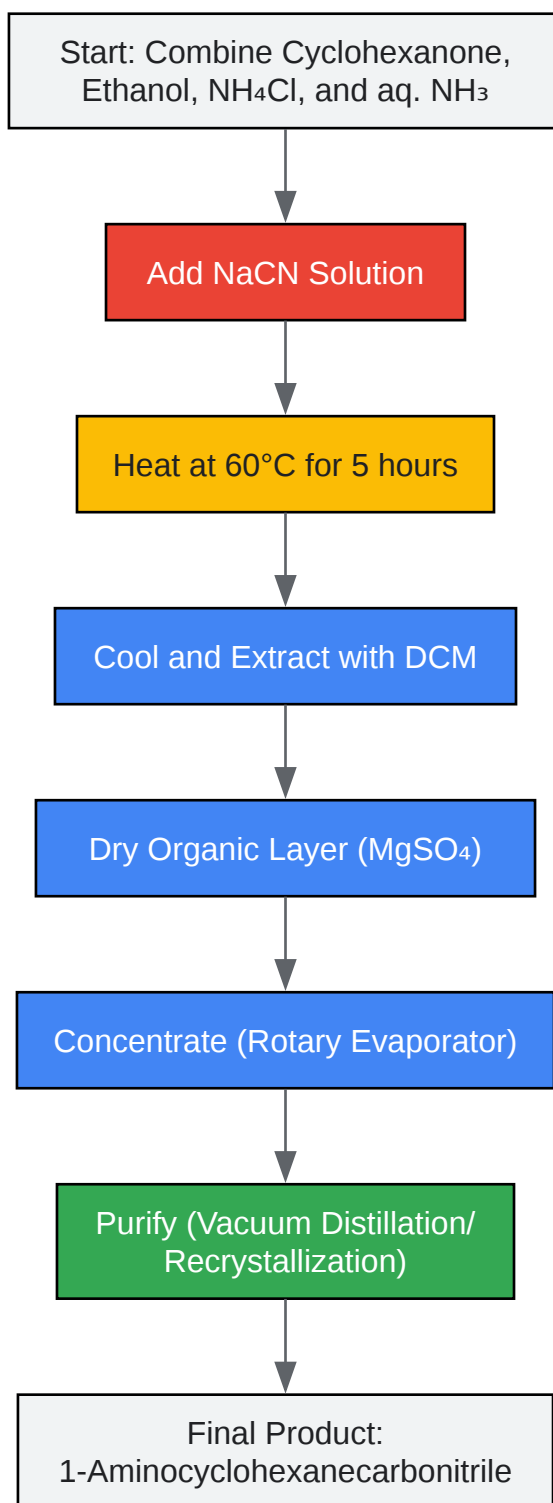 Start: Combine Cyclohexanone,
Ethanol, NH₄Cl, and aq. NH₃
Add NaCN Solution
Heat at 60°C for 5 hours
Cool and Extract with DCM
Dry Organic Layer (MgSO₄)
Concentrate (Rotary Evaporator)
Purify (Vacuum Distillation/
Recrystallization)
Final Product:
1-Aminocyclohexanecarbonitrile